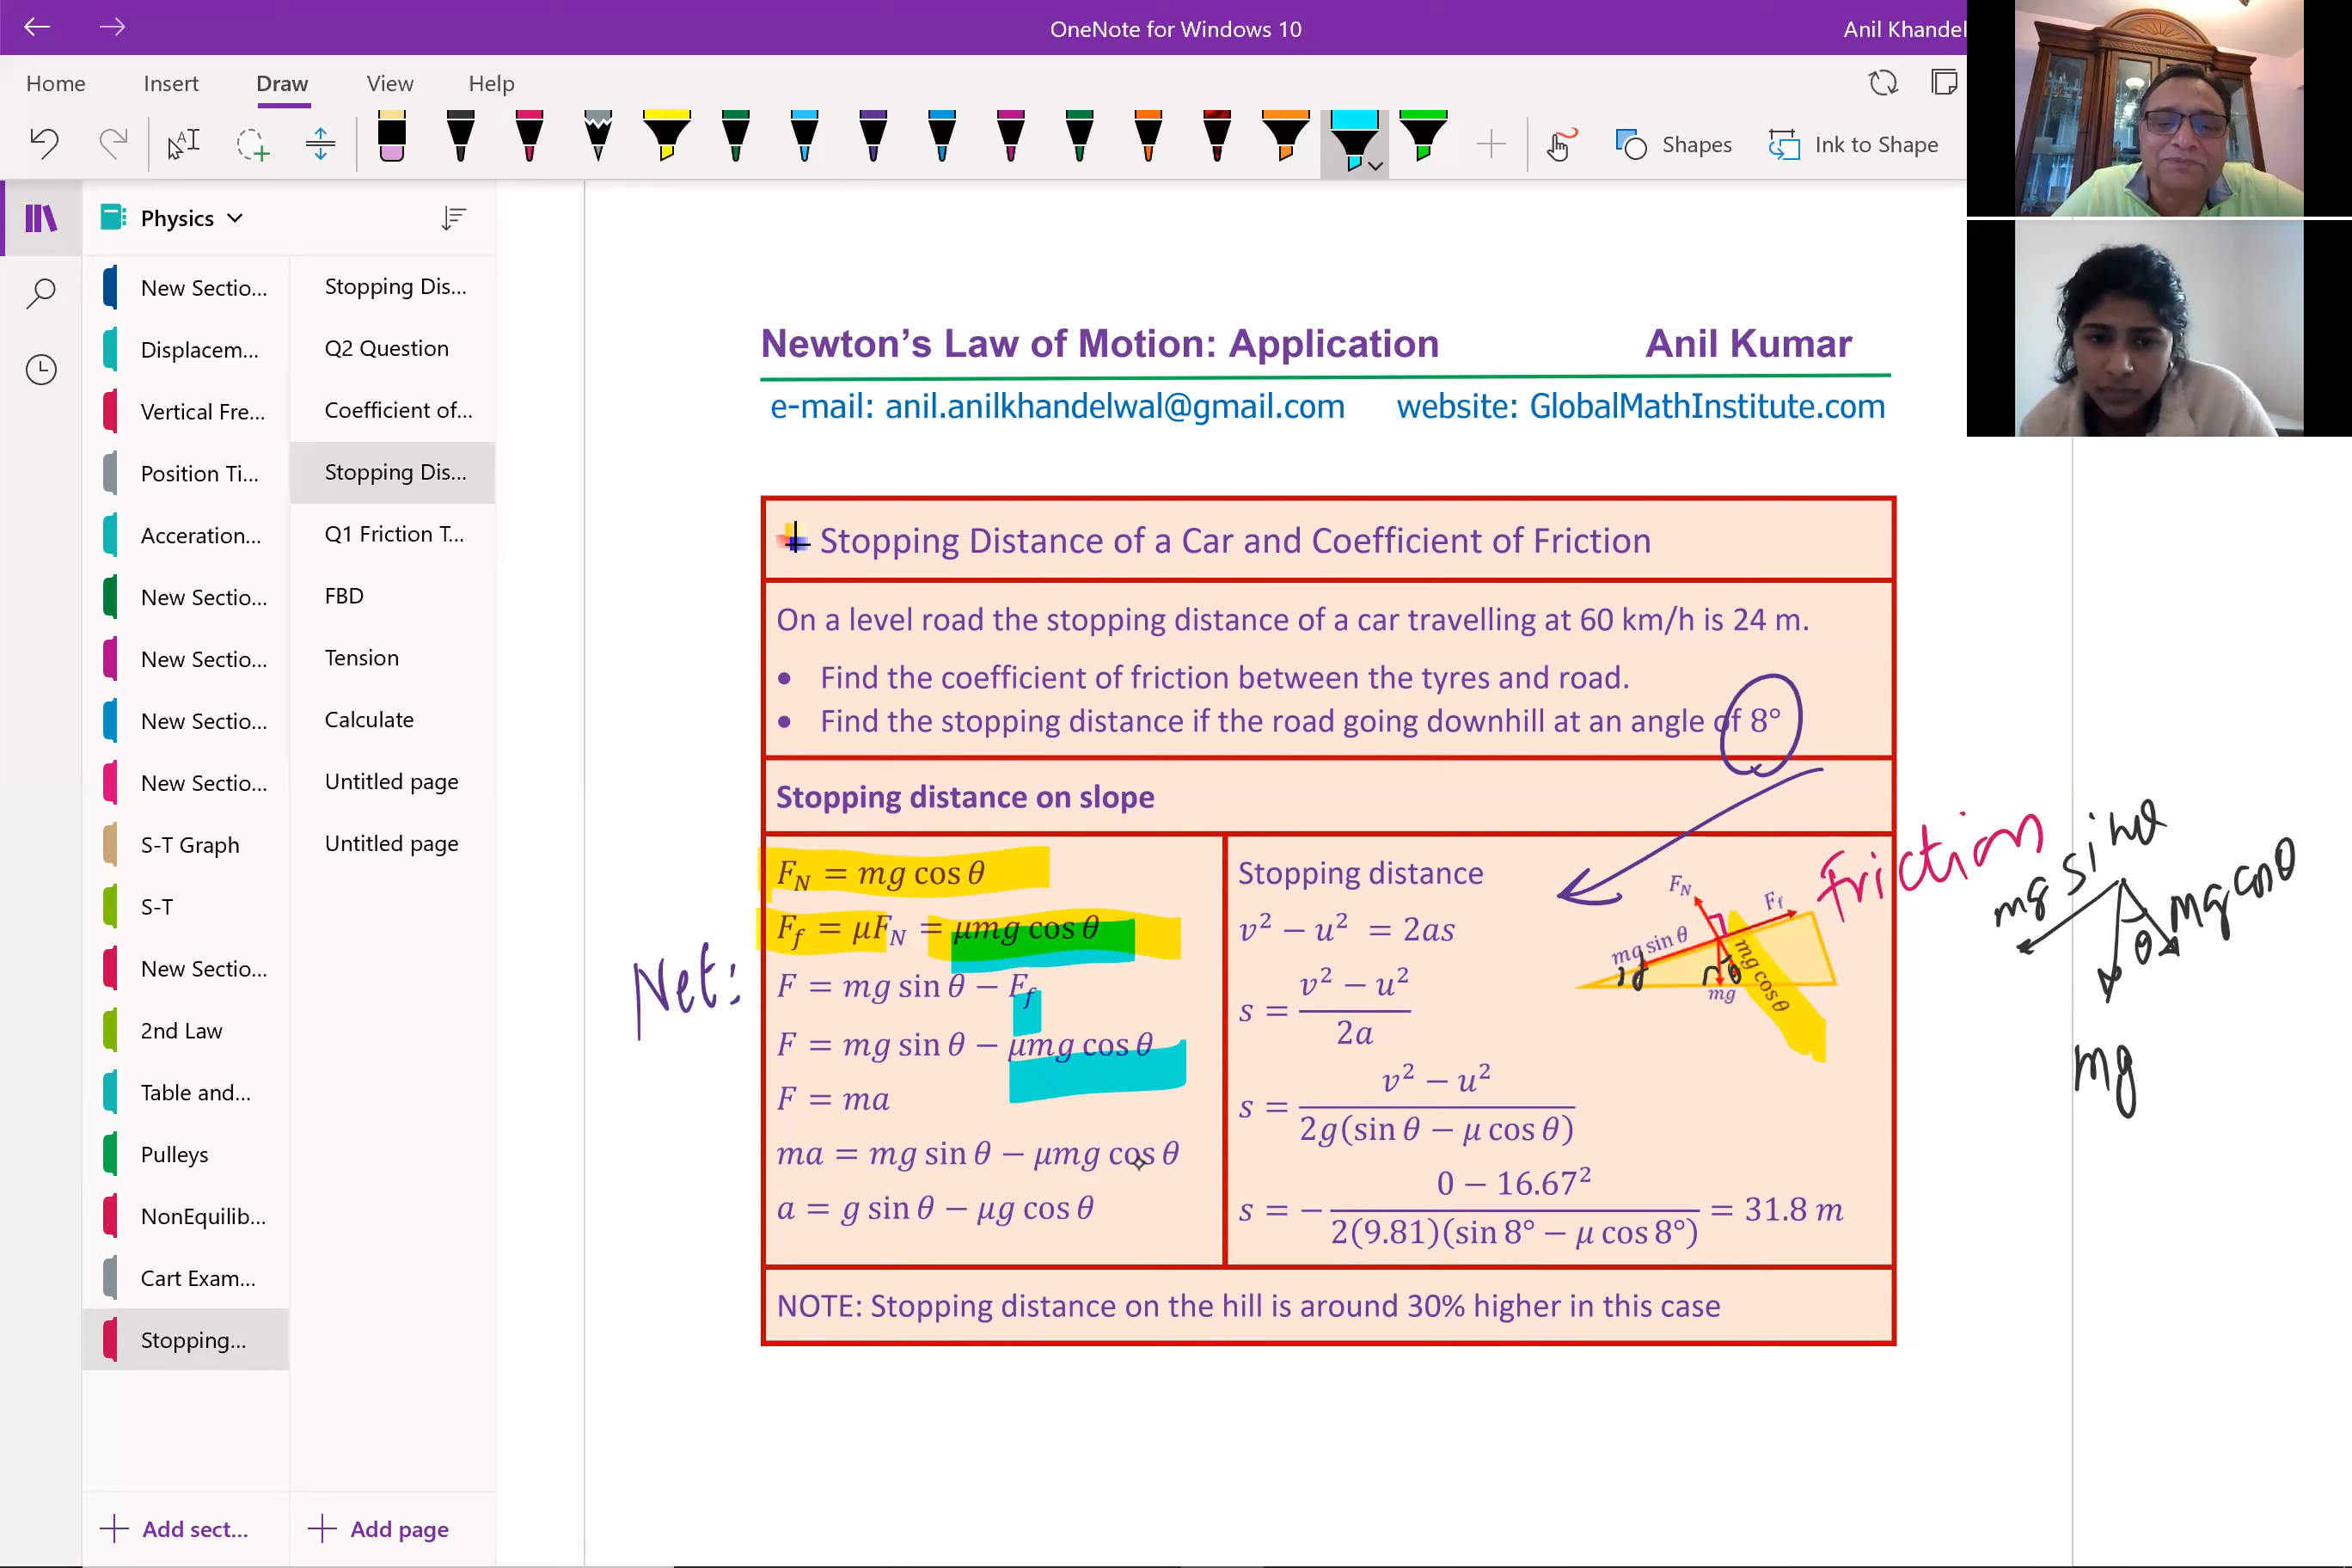 OneNote for Windows 10
Anil Khandel
Home Insert Draw View Help
Shapes
Ink to Shape
Physics
New Sectio...
Displacem...
Vertical Fre...
Position Ti...
Acceration...
New Sectio...
New Sectio...
New Sectio...
New Sectio...
S-T Graph
S-T
New Sectio...
2nd Law
Table and...
Pulleys
NonEquilib...
Cart Exam...
Stopping...
Add sect...
Stopping Dis...
Q2 Question
Coefficient of...
Stopping Dis...
Q1 Friction T...
FBD
Tension
Calculate
Untitled page
Untitled page
Add page
Newton's Law of Motion: Application Anil Kumar
e-mail: anil.anilkhandelwal@gmail.com website: GlobalMathInstitute.com
Stopping Distance of a Car and Coefficient of Friction
On a level road the stopping distance of a car travelling at 60 km/h is 24 m.
• Find the coefficient of friction between the tyres and road.
• Find the stopping distance if the road going downhill at an angle of 8°
Stopping distance on slope
F_N = mg cos θ
F_f = μF_N = μmg cos θ
Net:
F = mg sin θ − F_f
F = mg sin θ − μmg cos θ
F = ma
ma = mg sin θ − μmg cos θ
a = g sin θ − μg cos θ
Stopping distance
v² − u² = 2as
s = (v² − u²) / 2a
s = (v² − u²) / 2g(sin θ − μ cos θ)
s = − (0 − 16.67²) / 2(9.81)(sin 8° − μ cos 8°) = 31.8 m
F_N
F_f
mg sin θ
mg cos θ
mg
Friction
mg sinθ
mg cosθ
θ
mg
NOTE: Stopping distance on the hill is around 30% higher in this case